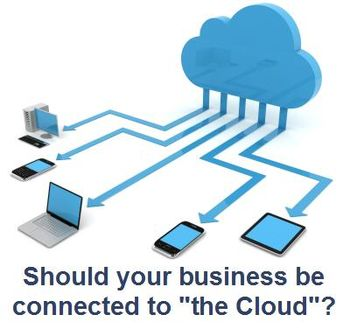 Should your business be
connected to "the Cloud"?